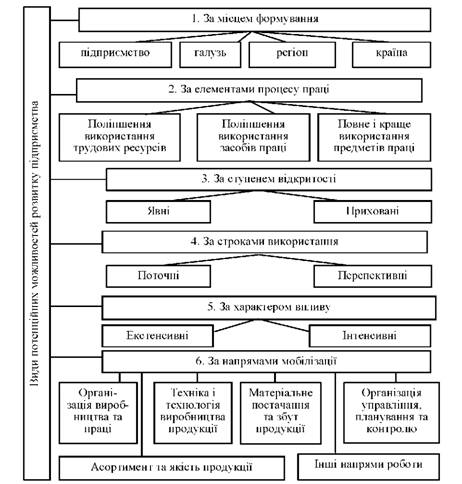 Види потенційних можливостей розвитку підприємства
1. За місцем формування
підприємство
галузь
регіон
країна
2. За елементами процесу праці
Поліпшення
використання
трудових ресурсів
Поліпшення
використання
засобів праці
Повне і краще
використання
предметів праці
3. За ступенем відкритості
Явні
Приховані
4. За строками використання
Поточні
Перспективні
5. За характером впливу
Екстенсивні
Інтенсивні
6. За напрямами мобілізації
Органі-
зація вироб-
ництва та
праці
Техніка і
технологія
виробництва
продукції
Матеріальне
постачання
та збут
продукції
Організація
управління,
планування та
контролю
Асортимент та якість продукції
Інші напрями роботи